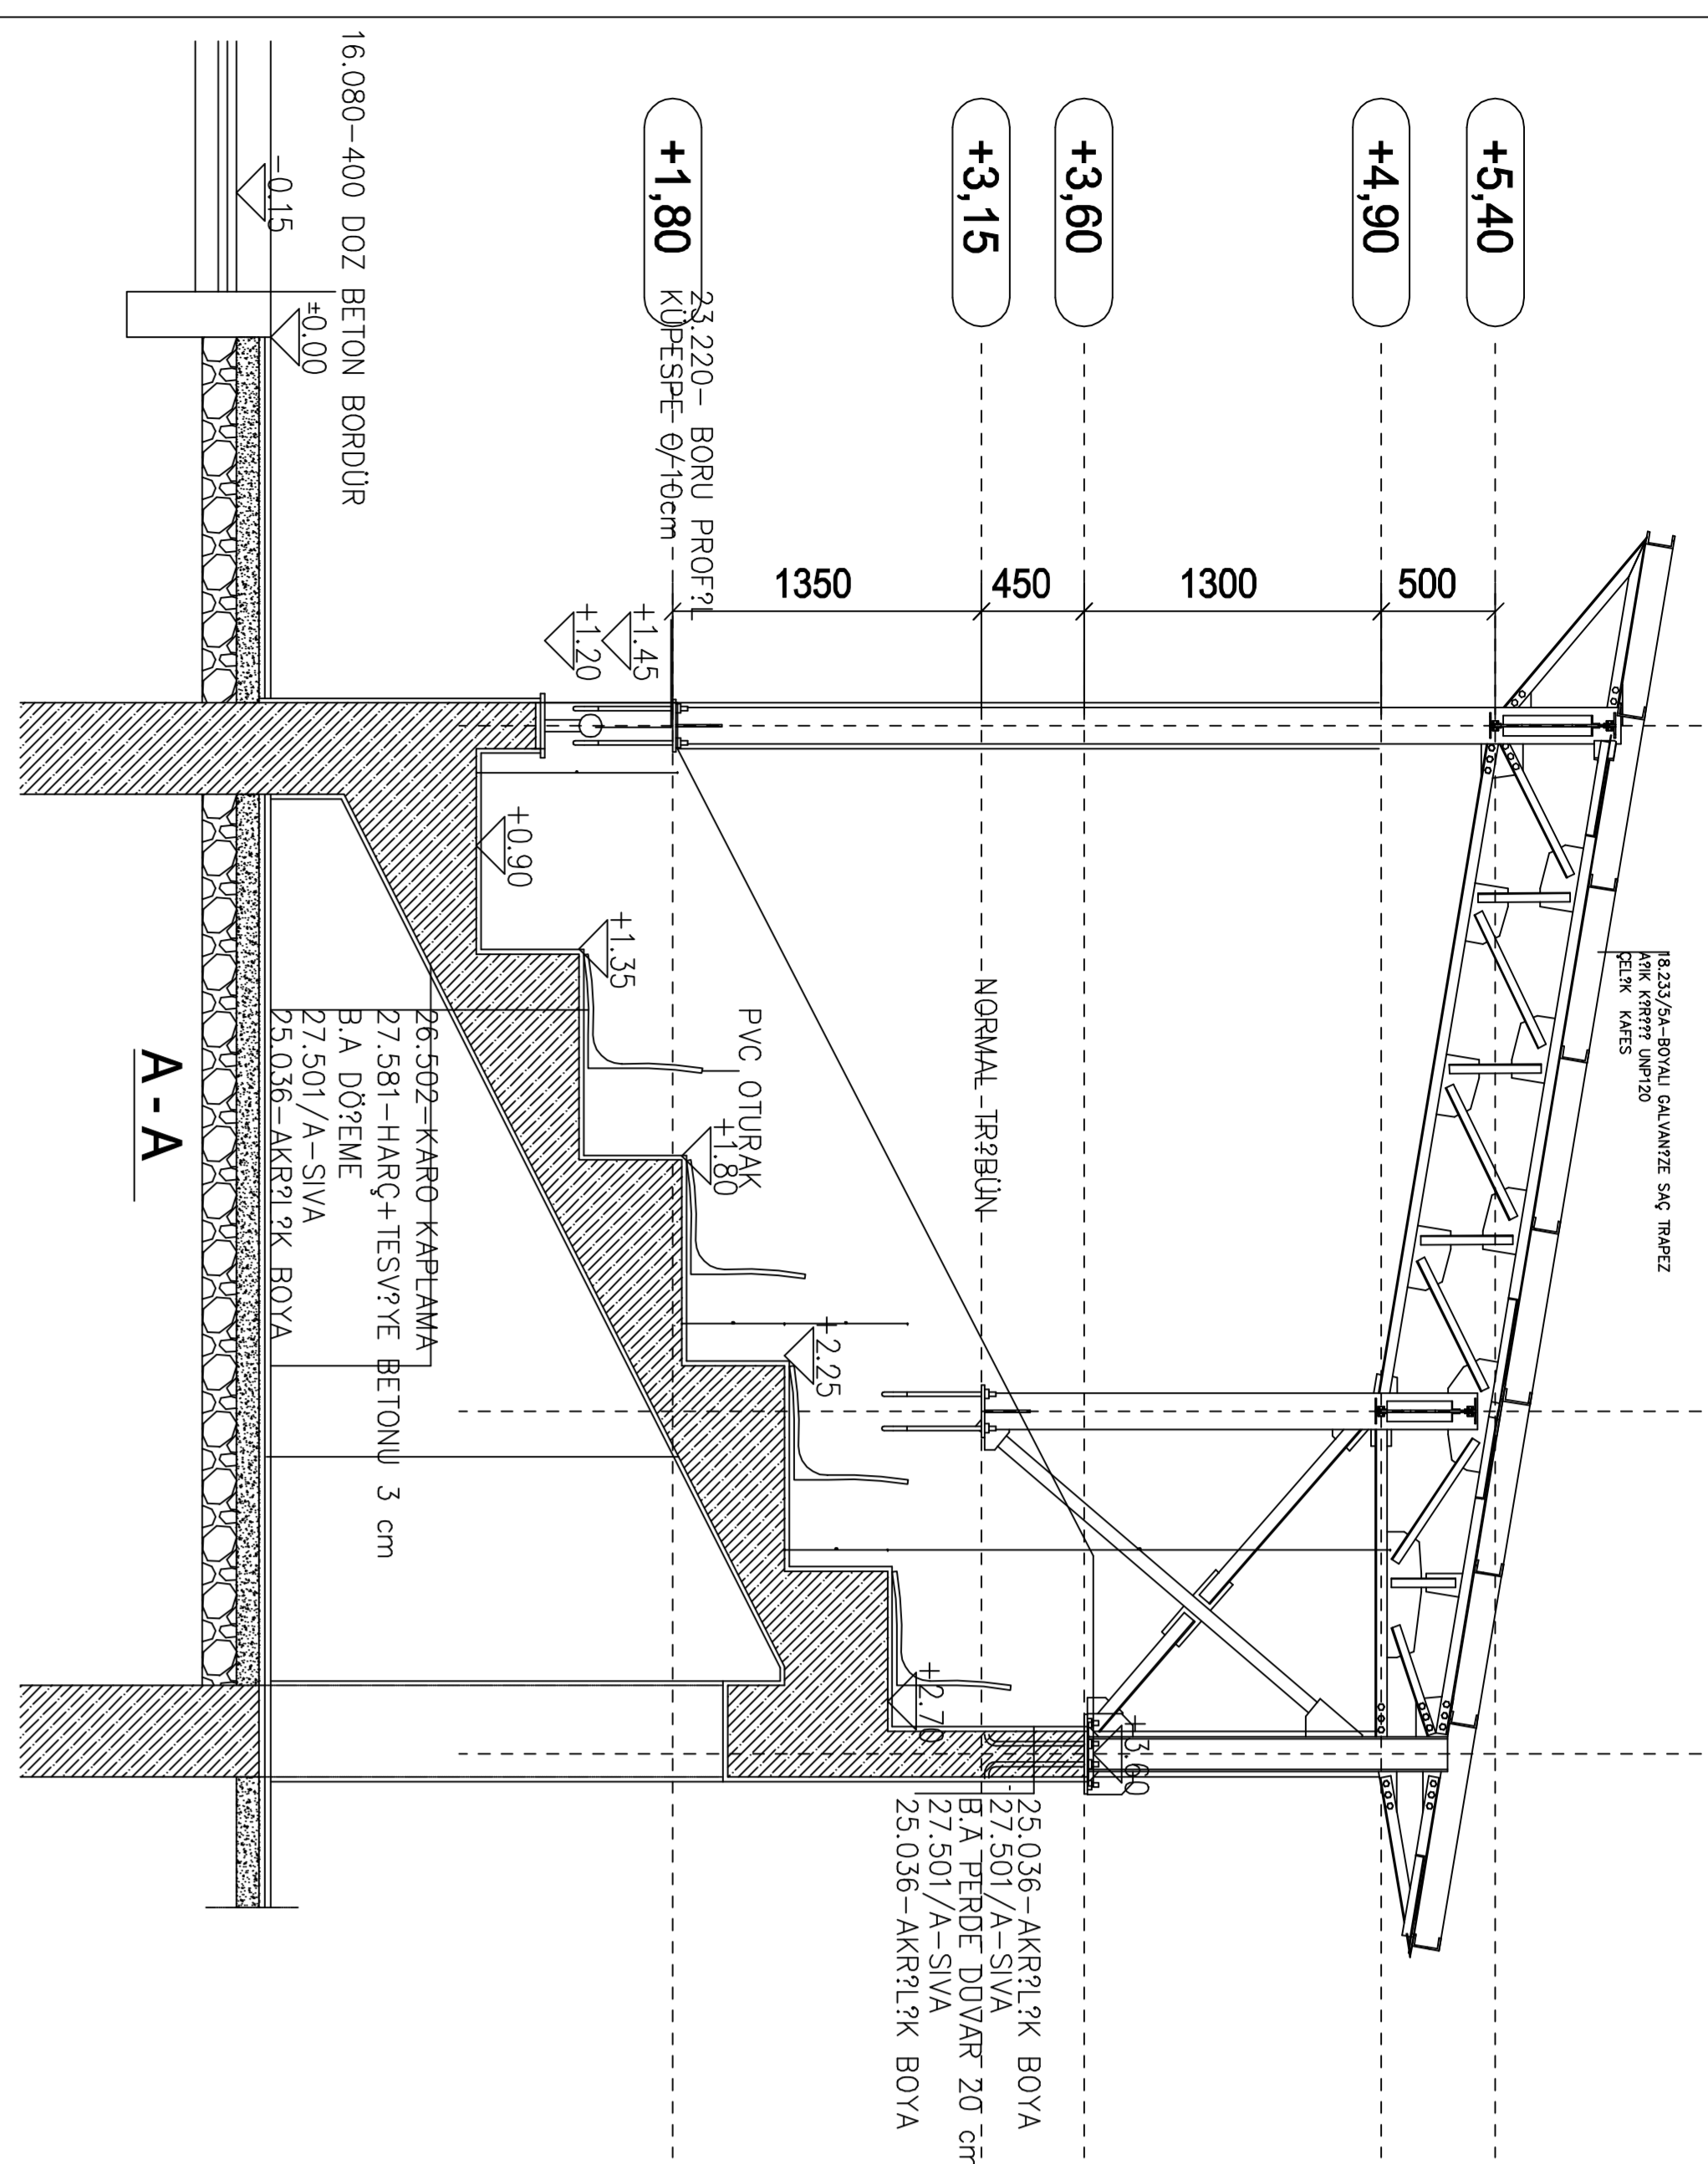 +5,40
+4,90
+3,60
+3,15
+1,80
500
1300
450
1350
18.233/5A-BOYALI GALVAN?ZE SAÇ TRAPEZ
A?IK K?R??? UNP120
ÇEL?K KAFES
NORMAL TR?BÜN
PVC OTURAK
23.220- BORU PROF?L
KÜPESPE 0/10cm
+1.45
+1.20
+0.90
+1.35
+1.80
+2.25
+2.70
+3.60
25.036-AKR?L?K BOYA
27.501/A-SIVA
B.A PERDE DUVAR 20 cm
27.501/A-SIVA
25.036-AKR?L?K BOYA
26.502-KARO KAPLAMA
27.581-HARÇ+TESV?YE BETONU 3 cm
B.A DÖ?EME
27.501/A-SIVA
25.036-AKR?L?K BOYA
16.080-400 DOZ BETON BORDÜR
±0.00
-0.15
A-A